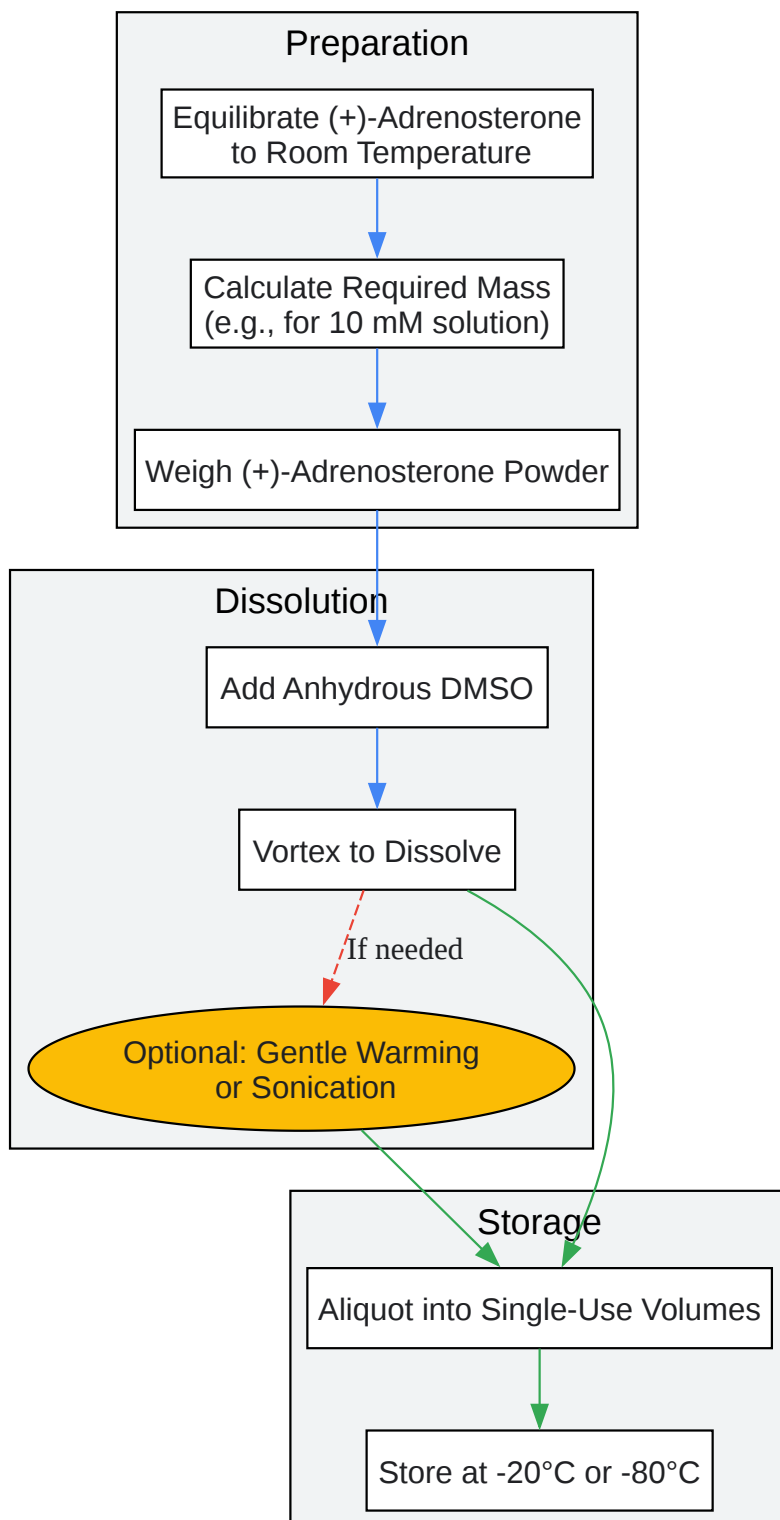 Preparation
Equilibrate (+)-Adrenosterone
to Room Temperature
Calculate Required Mass
(e.g., for 10 mM solution)
Weigh (+)-Adrenosterone Powder
Dissolution
Add Anhydrous DMSO
Vortex to Dissolve
If needed
Optional: Gentle Warming
or Sonication
Storage
Aliquot into Single-Use Volumes
Store at -20°C or -80°C